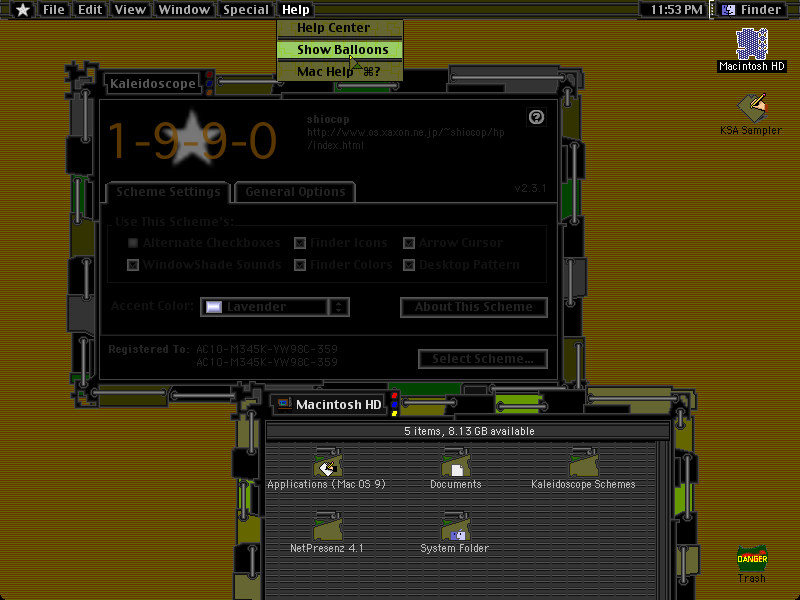 File Edit View Window Special Help 11:53 PM Finder
Help Center
Show Balloons
Mac Help ⌘?
Macintosh HD
KSA Sampler
Kaleidoscope
1-9-9-0
shiocop
http://www.os.xaxon.ne.jp/~shiocop/hp
/index.html
Scheme Settings General Options v2.3.1
Use This Scheme's:
Alternate Checkboxes Finder Icons Arrow Cursor
WindowShade Sounds Finder Colors Desktop Pattern
Accent Color: Lavender About This Scheme
Registered To: AC10-M345K-YW98C-359
AC10-M345K-YW98C-359
Select Scheme...
Macintosh HD
5 items, 8.13 GB available
Applications (Mac OS 9) Documents Kaleidoscope Schemes
NetPresenz 4.1 System Folder
DANGER
Trash